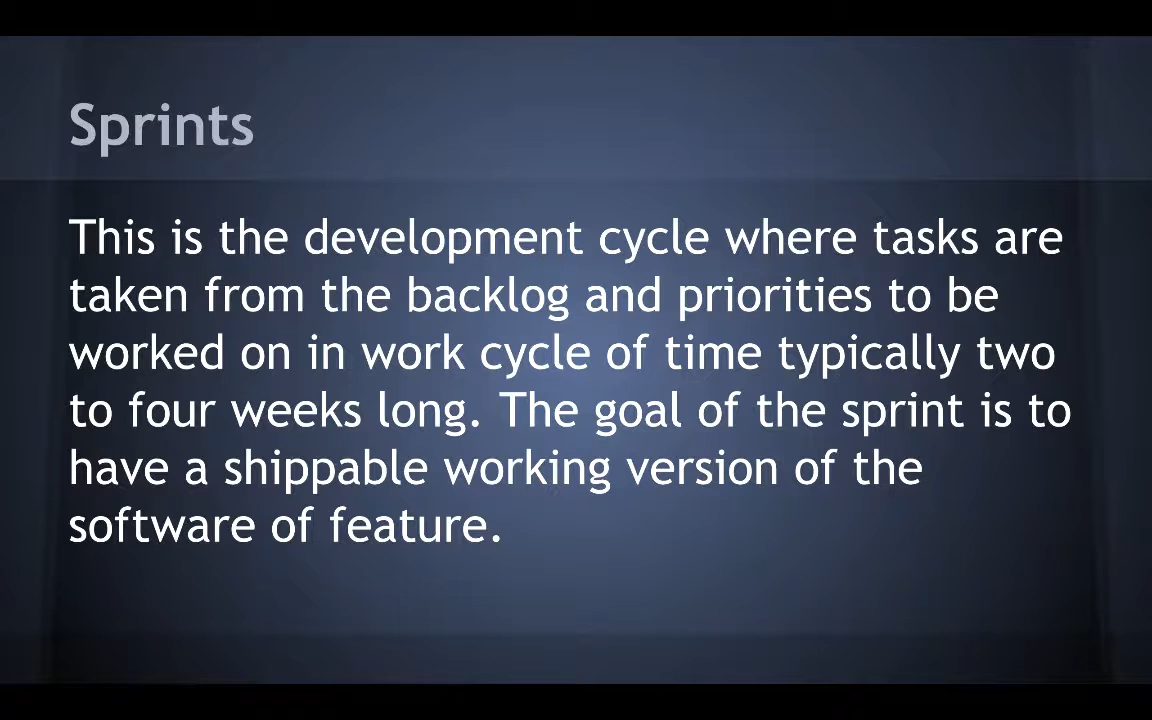 Sprints
This is the development cycle where tasks are
taken from the backlog and priorities to be
worked on in work cycle of time typically two
to four weeks long. The goal of the sprint is to
have a shippable working version of the
software of feature.